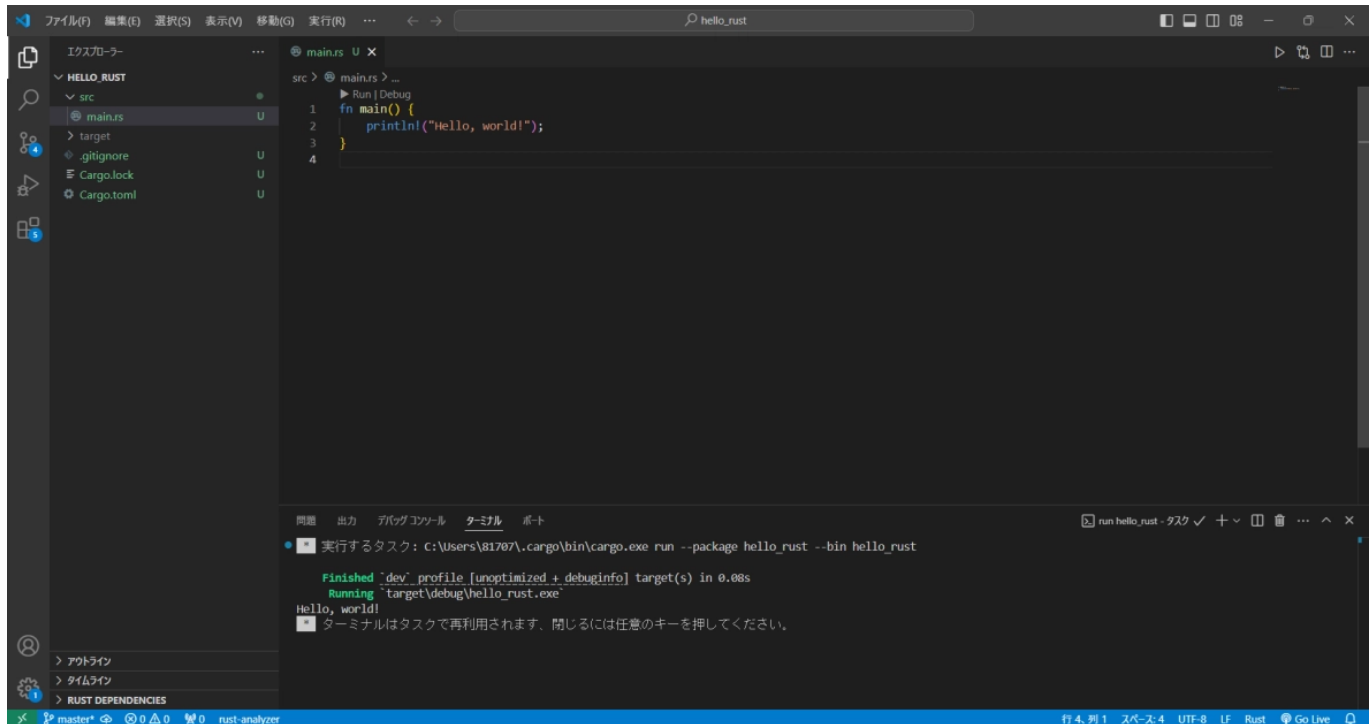 ファイル(F) 編集(E) 選択(S) 表示(V) 移動(G) 実行(R) … hello_rust
エクスプローラー …
HELLO_RUST
src
main.rs U
target
.gitignore U
Cargo.lock U
Cargo.toml U
アウトライン
タイムライン
RUST DEPENDENCIES
4
5
1
main.rs U
src > main.rs > ...
Run | Debug
1 fn main() {
2 println!("Hello, world!");
3 }
4
問題 出力 デバッグ コンソール ターミナル ポート run hello_rust - タスク
* 実行するタスク: C:\Users\81707\.cargo\bin\cargo.exe run --package hello_rust --bin hello_rust
Finished `dev` profile [unoptimized + debuginfo] target(s) in 0.08s
Running `target\debug\hello_rust.exe`
Hello, world!
* ターミナルはタスクで再利用されます、閉じるには任意のキーを押してください。
master* 0 0 0 rust-analyzer 行 4、列 1 スペース: 4 UTF-8 LF Rust Go Live